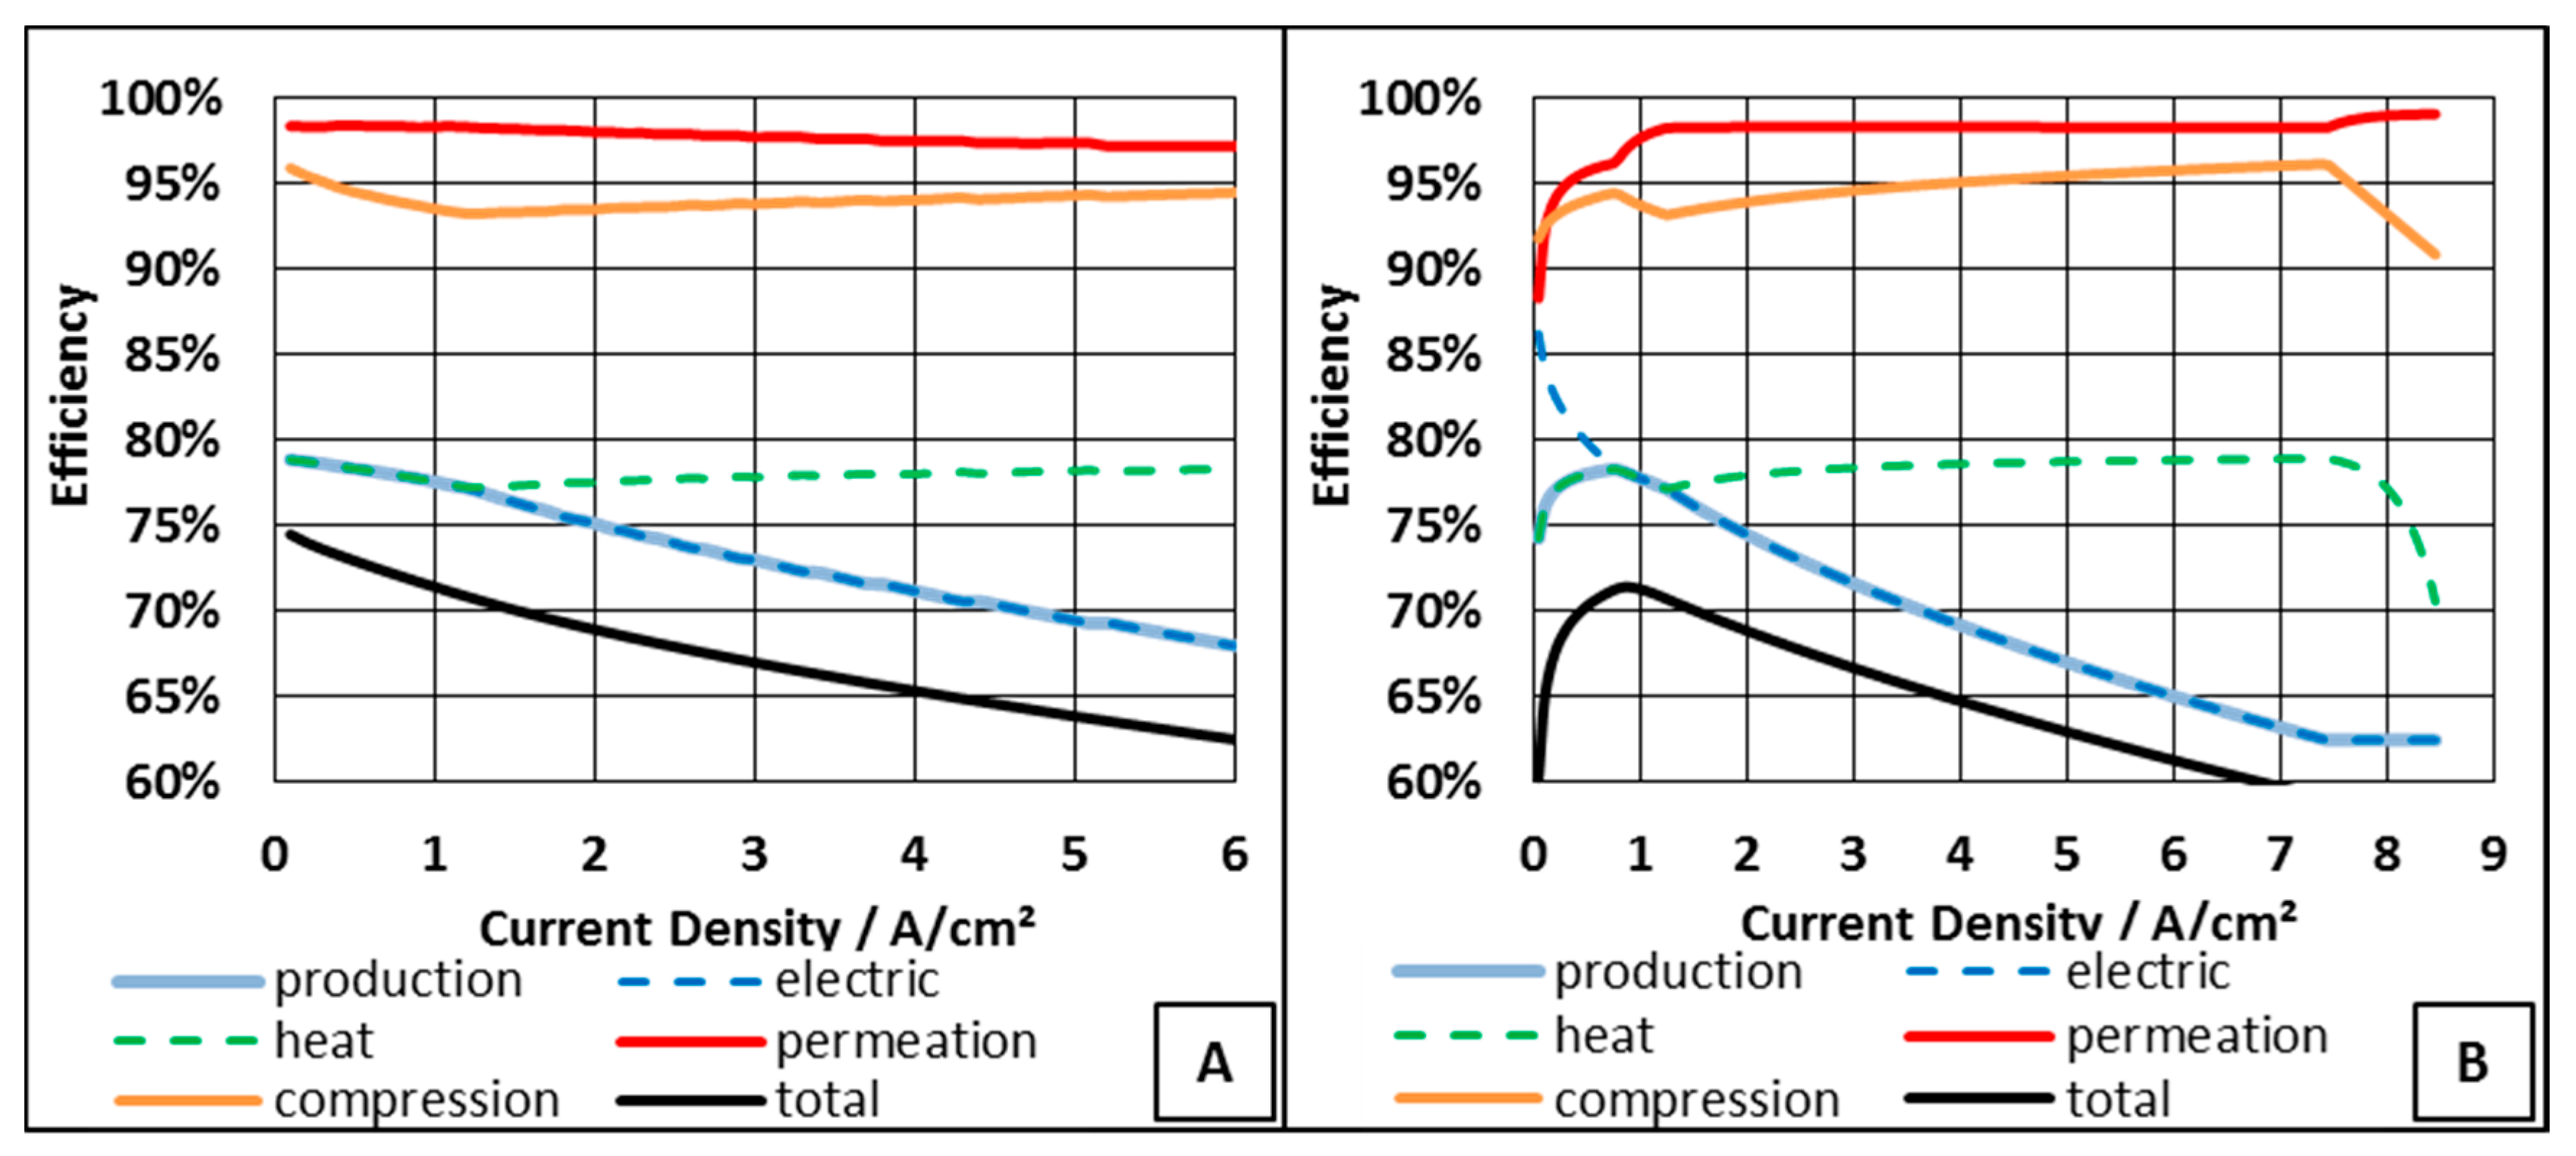 100%
95%
90%
85%
80%
75%
70%
65%
60%
Efficiency
0 1 2 3 4 5 6
Current Density / A/cm²
production electric
heat permeation
compression total
A
100%
95%
90%
85%
80%
75%
70%
65%
60%
Efficiency
0 1 2 3 4 5 6 7 8 9
Current Density / A/cm²
production electric
heat permeation
compression total
B